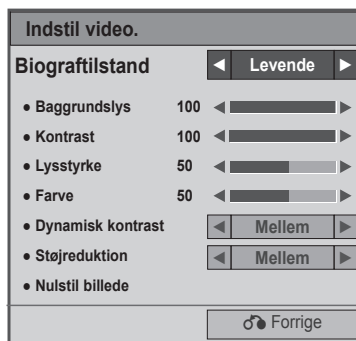 Indstil video.
Biograftilstand ◄ Levende ►
● Baggrundslys 100
● Kontrast 100
● Lysstyrke 50
● Farve 50
● Dynamisk kontrast ◄ Mellem ►
● Støjreduktion ◄ Mellem ►
● Nulstil billede
Forrige